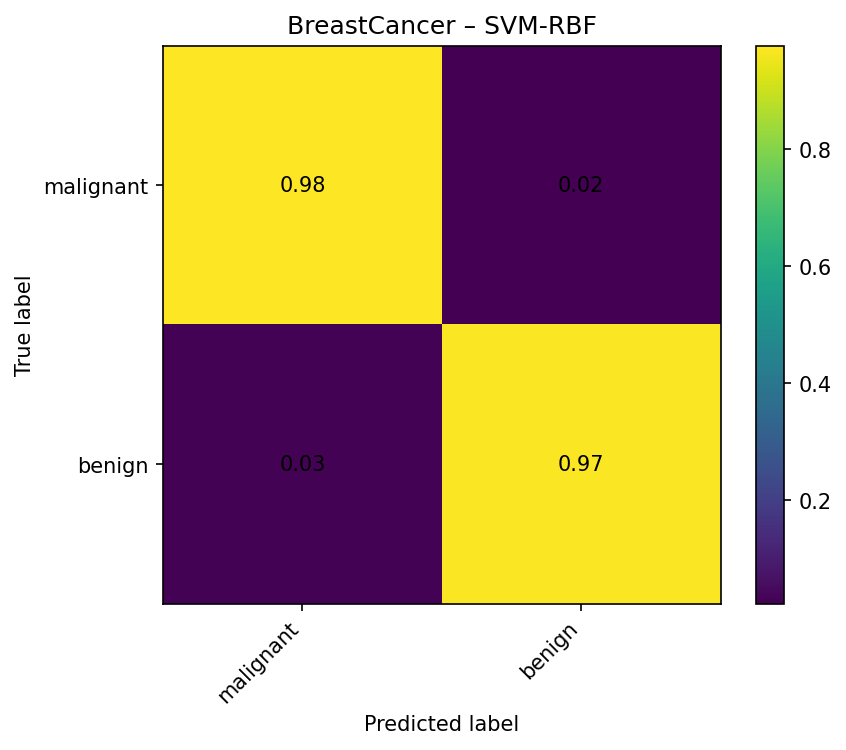 BreastCancer – SVM-RBF
True label
malignant
0.98
0.02
benign
0.03
0.97
malignant
benign
Predicted label
0.8
0.6
0.4
0.2